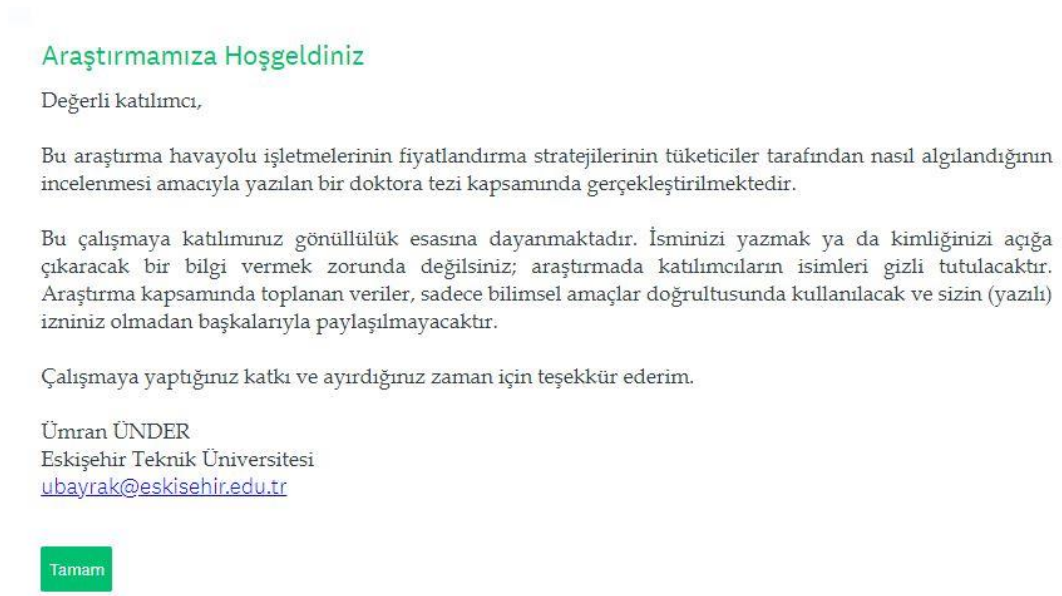 Araştırmamıza Hoşgeldiniz
Değerli katılımcı,
Bu araştırma havayolu işletmelerinin fiyatlandırma stratejilerinin tüketiciler tarafından nasıl algılandığının
incelenmesi amacıyla yazılan bir doktora tezi kapsamında gerçekleştirilmektedir.
Bu çalışmaya katılımınız gönüllülük esasına dayanmaktadır. İsminizi yazmak ya da kimliğinizi açığa
çıkaracak bir bilgi vermek zorunda değilsiniz; araştırmada katılımcıların isimleri gizli tutulacaktır.
Araştırma kapsamında toplanan veriler, sadece bilimsel amaçlar doğrultusunda kullanılacak ve sizin (yazılı)
izniniz olmadan başkalarıyla paylaşılmayacaktır.
Çalışmaya yaptığınız katkı ve ayırdığınız zaman için teşekkür ederim.
Ümran ÜNDER
Eskişehir Teknik Üniversitesi
ubayrak@eskisehir.edu.tr
Tamam